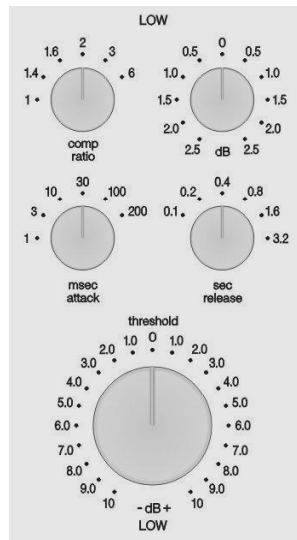 LOW
2
1.6 3
1.4 6
1
comp
ratio
0
0.5 0.5
1.0 1.0
1.5 1.5
2.0 2.0
2.5 dB 2.5
30
10 100
3 200
1
msec
attack
0.4
0.2 0.8
0.1 1.6
3.2
sec
release
threshold
0
1.0 1.0
2.0 2.0
3.0 3.0
4.0 4.0
5.0 5.0
6.0 6.0
7.0 7.0
8.0 8.0
9.0 9.0
10 - dB + 10
LOW